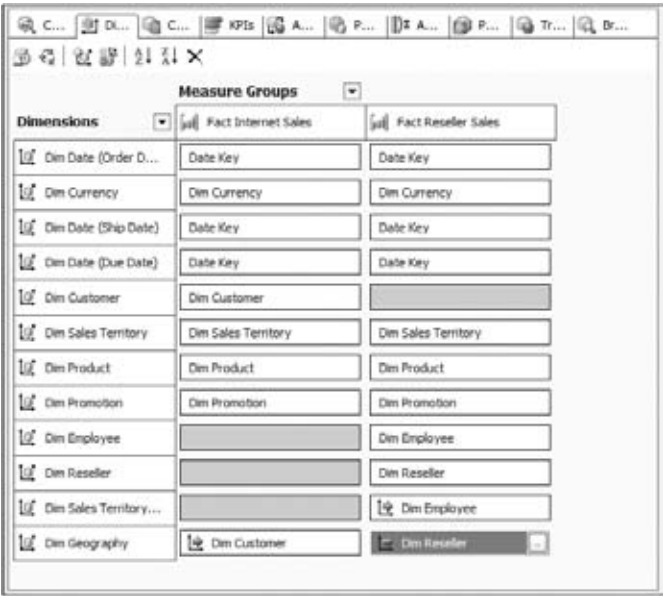 C... Di... C... KPIs A... P... A... P... Tr... Br...
Measure Groups
Dimensions Fact Internet Sales Fact Reseller Sales
Dim Date (Order D... Date Key Date Key
Dim Currency Dim Currency Dim Currency
Dim Date (Ship Date) Date Key Date Key
Dim Date (Due Date) Date Key Date Key
Dim Customer Dim Customer
Dim Sales Territory Dim Sales Territory Dim Sales Territory
Dim Product Dim Product Dim Product
Dim Promotion Dim Promotion Dim Promotion
Dim Employee Dim Employee
Dim Reseller Dim Reseller
Dim Sales Territory... Dim Employee
Dim Geography Dim Customer Dim Reseller ...